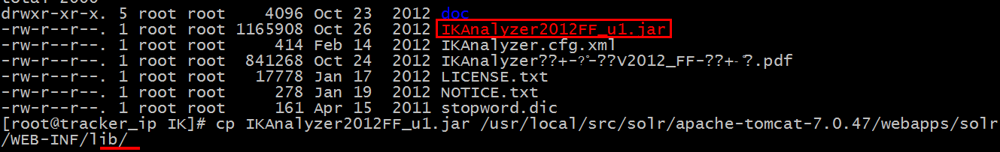 drwxr-xr-x. 5 root root    4096 Oct 23  2012 doc
-rw-r--r--. 1 root root 1165908 Oct 26  2012 IKAnalyzer2012FF_u1.jar
-rw-r--r--. 1 root root     414 Feb 14  2012 IKAnalyzer.cfg.xml
-rw-r--r--. 1 root root  841268 Oct 24  2012 IKAnalyzer??+-?˚-??V2012_FF-??+-˚?.pdf
-rw-r--r--. 1 root root   17778 Jan 17  2012 LICENSE.txt
-rw-r--r--. 1 root root     278 Jan 19  2012 NOTICE.txt
-rw-r--r--. 1 root root     161 Apr 15  2011 stopword.dic
[root@tracker_ip IK]# cp IKAnalyzer2012FF_u1.jar /usr/local/src/solr/apache-tomcat-7.0.47/webapps/solr
/WEB-INF/lib/